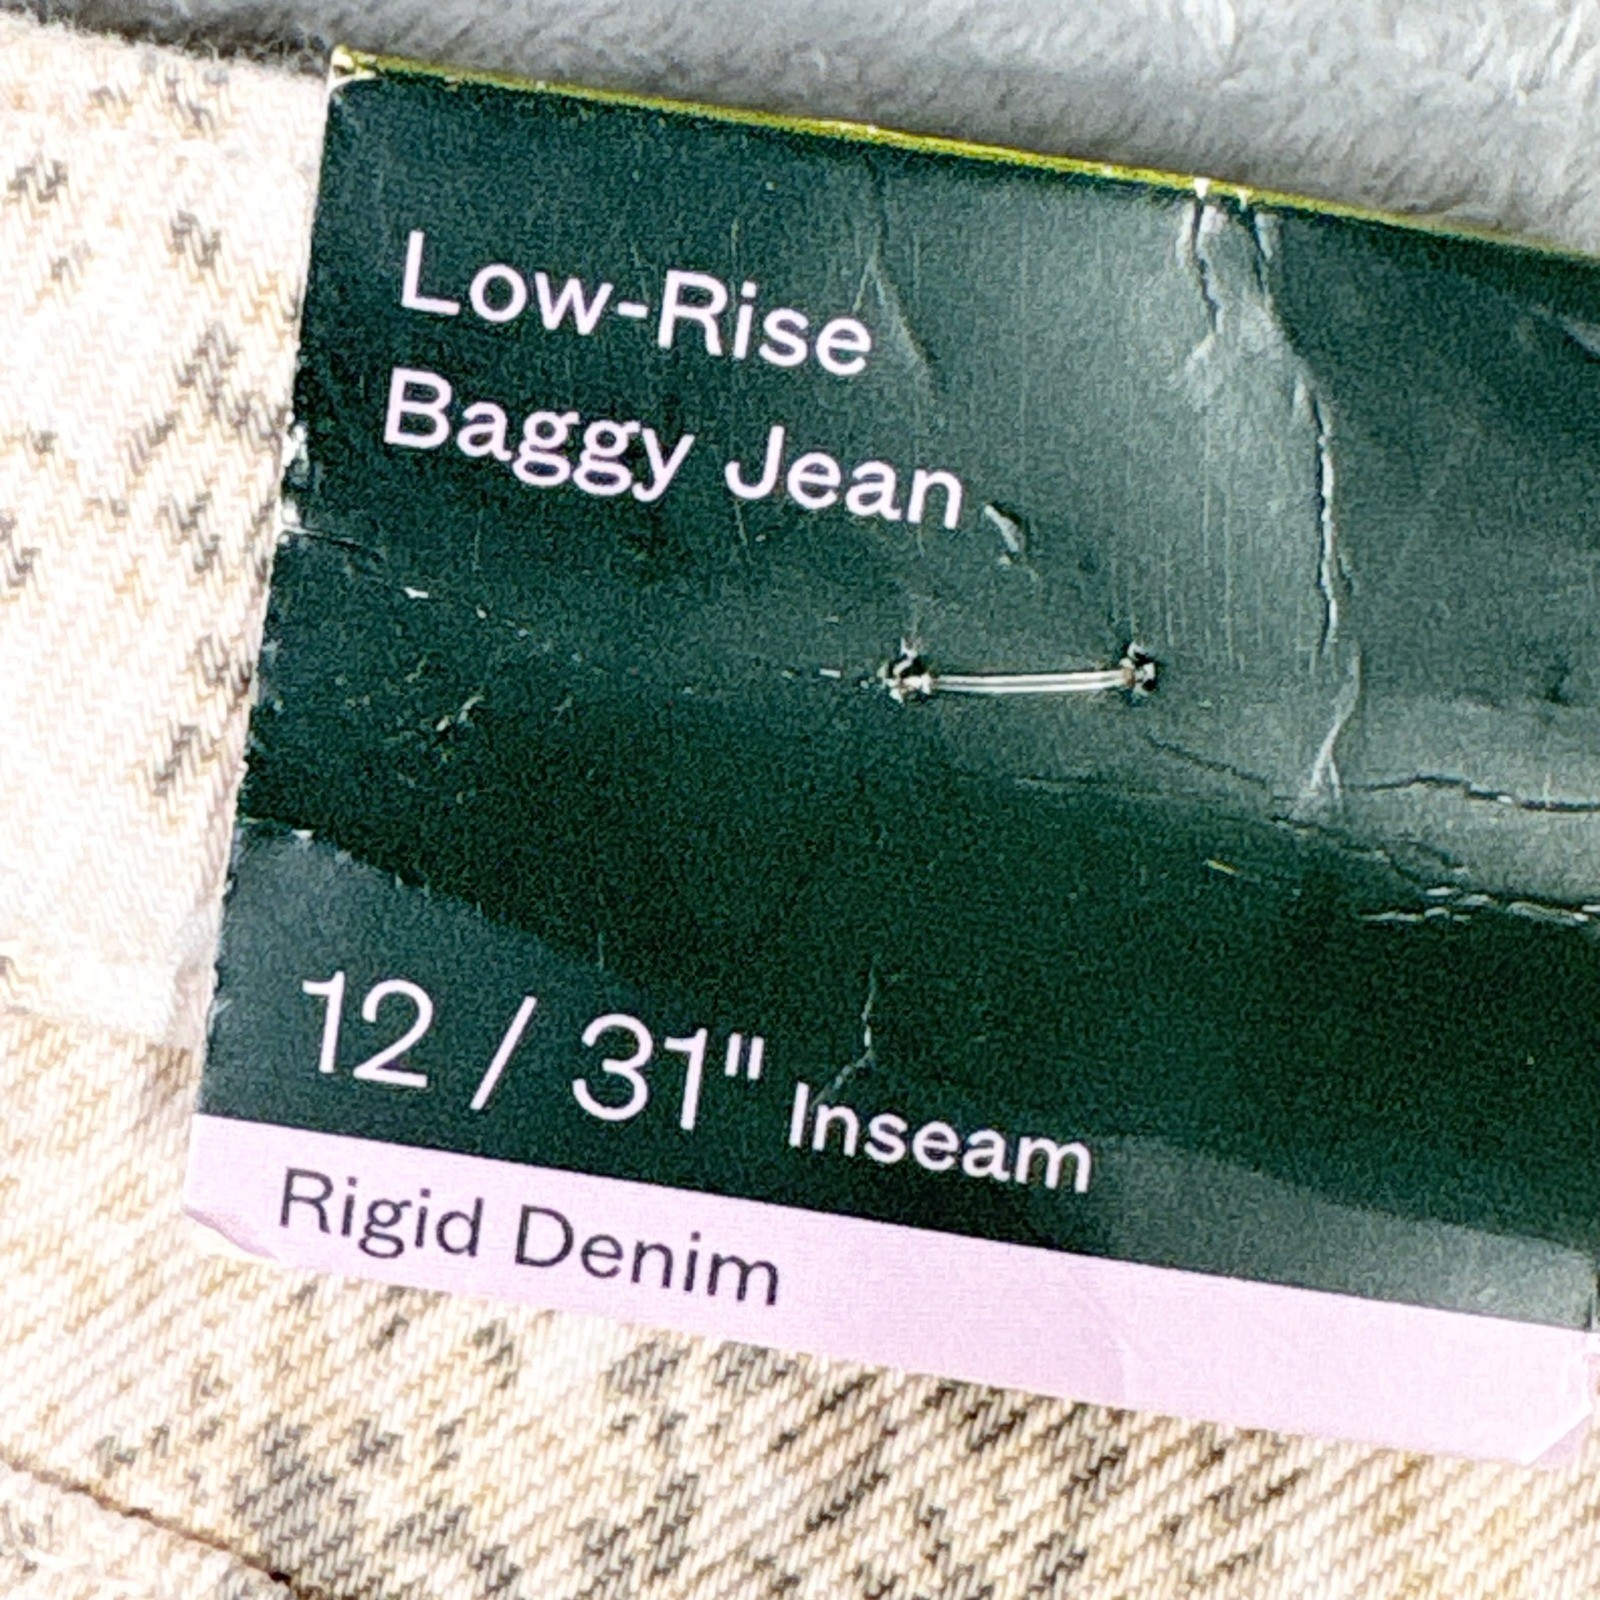 Low-Rise
Baggy Jean
12 / 31" Inseam
Rigid Denim